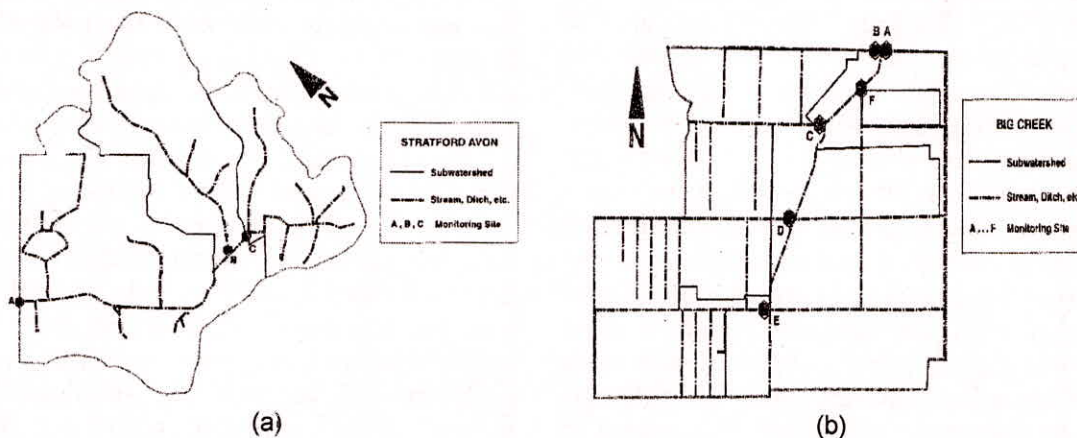 N
STRATFORD AVON
Subwatershed
Stream, Ditch, etc.
A, B, C Monitoring Site
A
C
(a)
B A
F
C
N
D
E
BIG CREEK
Subwatershed
Stream, Ditch, etc
A...F Monitoring Site
(b)